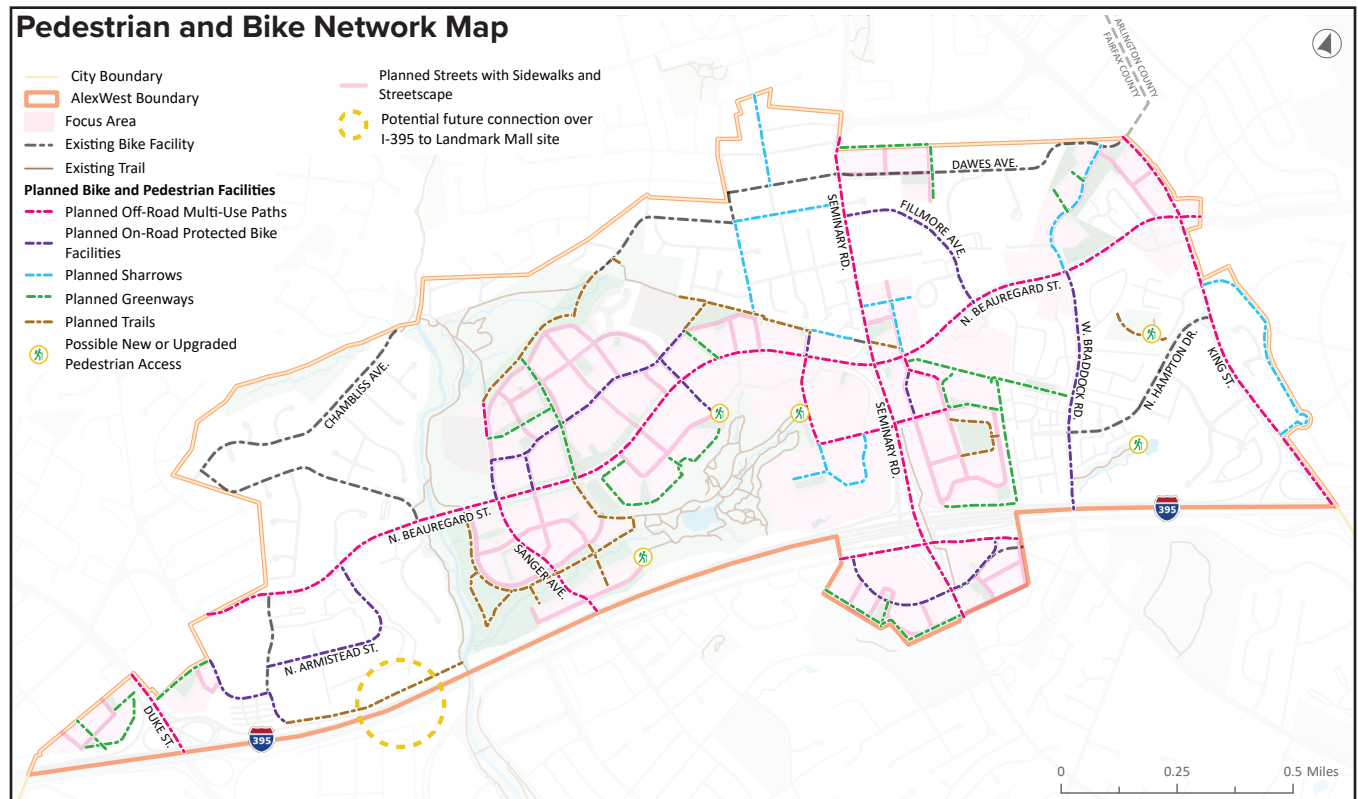 Pedestrian and Bike Network Map
City Boundary
AlexWest Boundary
Focus Area
Existing Bike Facility
Existing Trail
Planned Bike and Pedestrian Facilities
Planned Off-Road Multi-Use Paths
Planned On-Road Protected Bike
Facilities
Planned Sharrows
Planned Greenways
Planned Trails
Possible New or Upgraded
Pedestrian Access
Planned Streets with Sidewalks and
Streetscape
Potential future connection over
I-395 to Landmark Mall site
ARLINGTON COUNTY
FAIRFAX COUNTY
DAWES AVE.
SEMINARY RD.
FILLMORE AVE.
N. BEAUREGARD ST.
W. BRADDOCK RD.
N. HAMPTON DR.
KING ST.
CHAMBLISS AVE.
SEMINARY RD.
N. BEAUREGARD ST.
SANGER AVE.
395
N. ARMISTEAD ST.
DUKE ST.
395
0 0.25 0.5 Miles